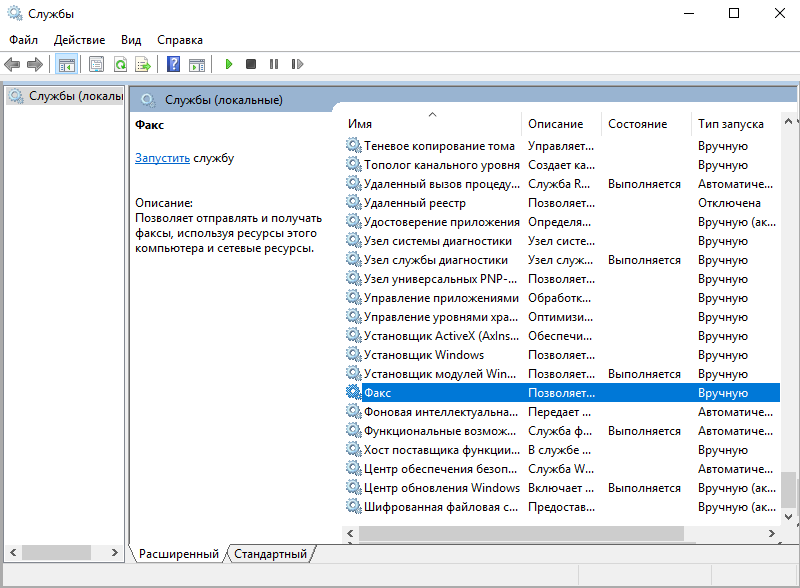 Службы
Файл Действие Вид Справка
Службы (локаль
Службы (локальные)
Факс
Запустить службу
Описание:
Позволяет отправлять и получать
факсы, используя ресурсы этого
компьютера и сетевые ресурсы.
Имя Описание Состояние Тип запуска
Теневое копирование тома Управляет... Вручную
Тополог канального уровня Создает ка... Вручную
Удаленный вызов процеду... Служба R... Выполняется Автоматиче...
Удаленный реестр Позволяет... Отключена
Удостоверение приложения Определя... Вручную (ак...
Узел системы диагностики Узел систе... Вручную
Узел службы диагностики Узел служ... Выполняется Вручную
Узел универсальных PNP-... Позволяет... Вручную
Управление приложениями Обработк... Вручную
Управление уровнями хра... Оптимизи... Вручную
Установщик ActiveX (AxIns... Обеспечи... Вручную
Установщик Windows Позволяет... Вручную
Установщик модулей Win... Позволяет... Выполняется Вручную
Факс Позволяет... Вручную
Фоновая интеллектуальна... Передает ... Автоматиче...
Функциональные возмож... Служба ф... Выполняется Автоматиче...
Хост поставщика функции... В службе ... Вручную
Центр обеспечения безоп... Служба W... Автоматиче...
Центр обновления Windows Включает ... Выполняется Вручную (ак...
Шифрованная файловая с... Предостав... Вручную (ак...
Расширенный Стандартный